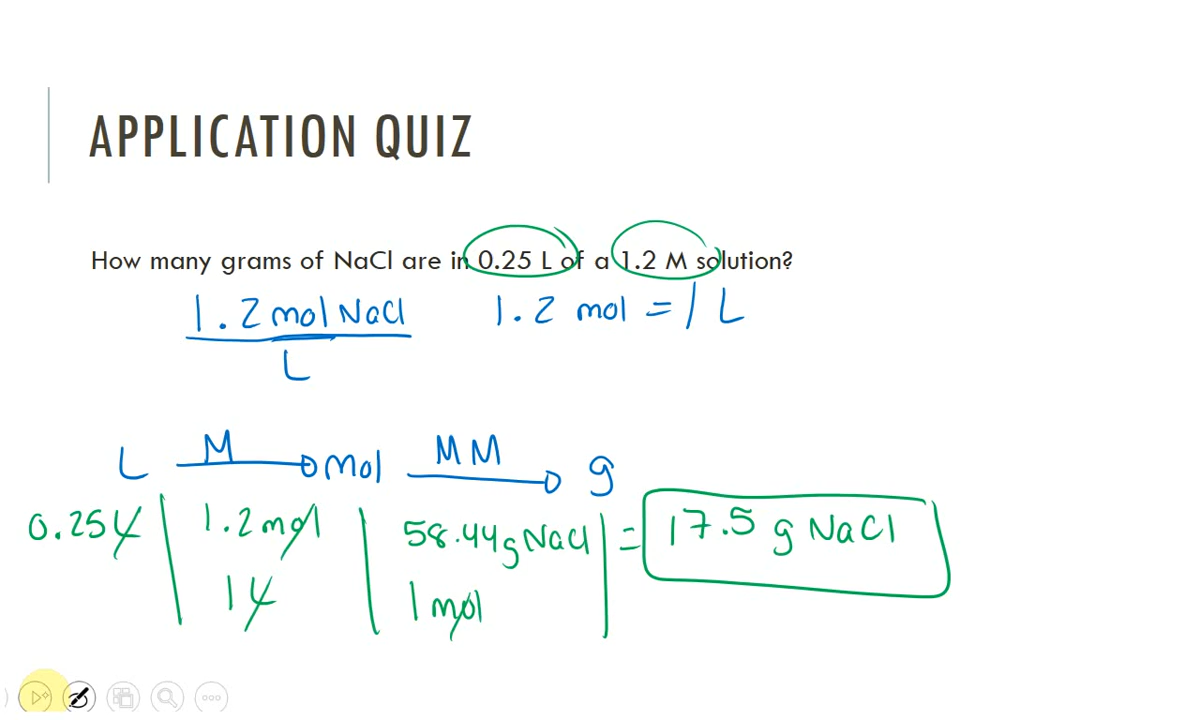 APPLICATION QUIZ
How many grams of NaCl are in 0.25 L of a 1.2 M solution?
1.2 mol NaCl 1.2 mol = 1 L
L
L M mol MM g
0.25 L 1.2 mol 58.44 g NaCl = 17.5 g NaCl
1 L 1 mol